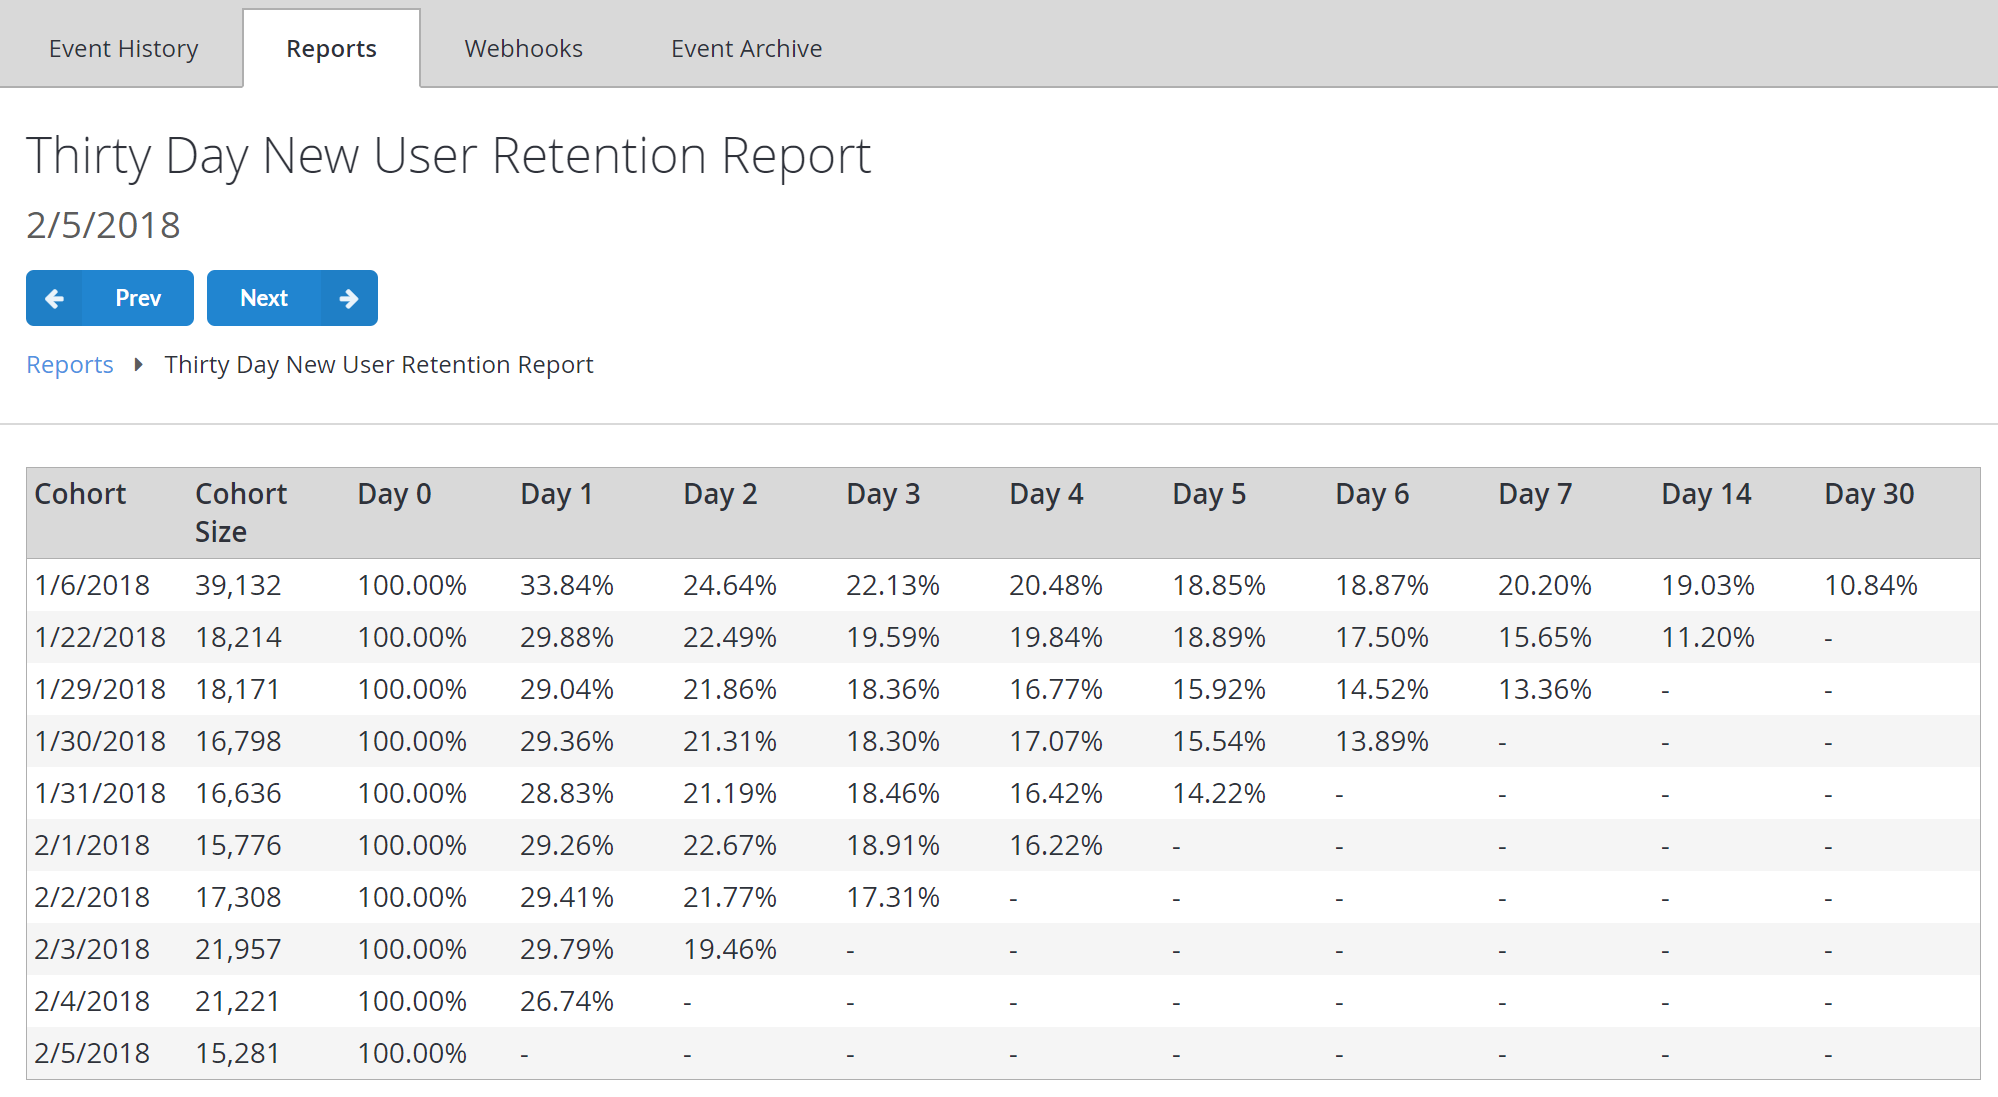 Event History Reports Webhooks Event Archive
Thirty Day New User Retention Report
2/5/2018
Prev Next
Reports Thirty Day New User Retention Report
Cohort Cohort Size Day 0 Day 1 Day 2 Day 3 Day 4 Day 5 Day 6 Day 7 Day 14 Day 30
1/6/2018 39,132 100.00% 33.84% 24.64% 22.13% 20.48% 18.85% 18.87% 20.20% 19.03% 10.84%
1/22/2018 18,214 100.00% 29.88% 22.49% 19.59% 19.84% 18.89% 17.50% 15.65% 11.20% -
1/29/2018 18,171 100.00% 29.04% 21.86% 18.36% 16.77% 15.92% 14.52% 13.36% - -
1/30/2018 16,798 100.00% 29.36% 21.31% 18.30% 17.07% 15.54% 13.89% - - -
1/31/2018 16,636 100.00% 28.83% 21.19% 18.46% 16.42% 14.22% - - - -
2/1/2018 15,776 100.00% 29.26% 22.67% 18.91% 16.22% - - - - -
2/2/2018 17,308 100.00% 29.41% 21.77% 17.31% - - - - - -
2/3/2018 21,957 100.00% 29.79% 19.46% - - - - - - -
2/4/2018 21,221 100.00% 26.74% - - - - - - - -
2/5/2018 15,281 100.00% - - - - - - - - -